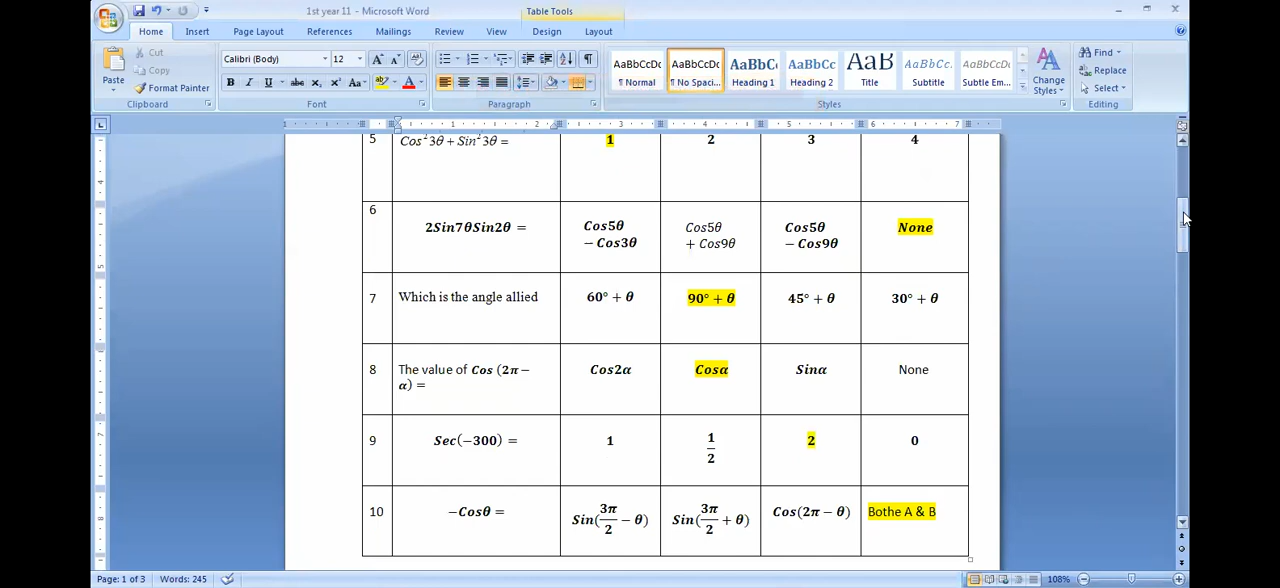 1st year 11 - Microsoft Word
Table Tools
Home Insert Page Layout References Mailings Review View Design Layout
Paste
Cut
Copy
Format Painter
Clipboard
Calibri (Body) 12
Font
Paragraph
AaBbCcDc AaBbCcDc AaBbCc AaBbCc AaB AaBbCc. AaBbCcDc
¶ Normal ¶ No Spaci... Heading 1 Heading 2 Title Subtitle Subtle Em...
Change Styles
Styles
Find
Replace
Select
Editing
5 Cos²3θ + Sin²3θ = 1 2 3 4
6 2Sin7θSin2θ = Cos5θ − Cos3θ Cos5θ + Cos9θ Cos5θ − Cos9θ None
7 Which is the angle allied 60° + θ 90° + θ 45° + θ 30° + θ
8 The value of Cos (2π − α) = Cos2α Cosα Sinα None
9 Sec(−300) = 1 1/2 2 0
10 −Cosθ = Sin(3π/2 − θ) Sin(3π/2 + θ) Cos(2π − θ) Bothe A & B
Page: 1 of 3 Words: 245 108%